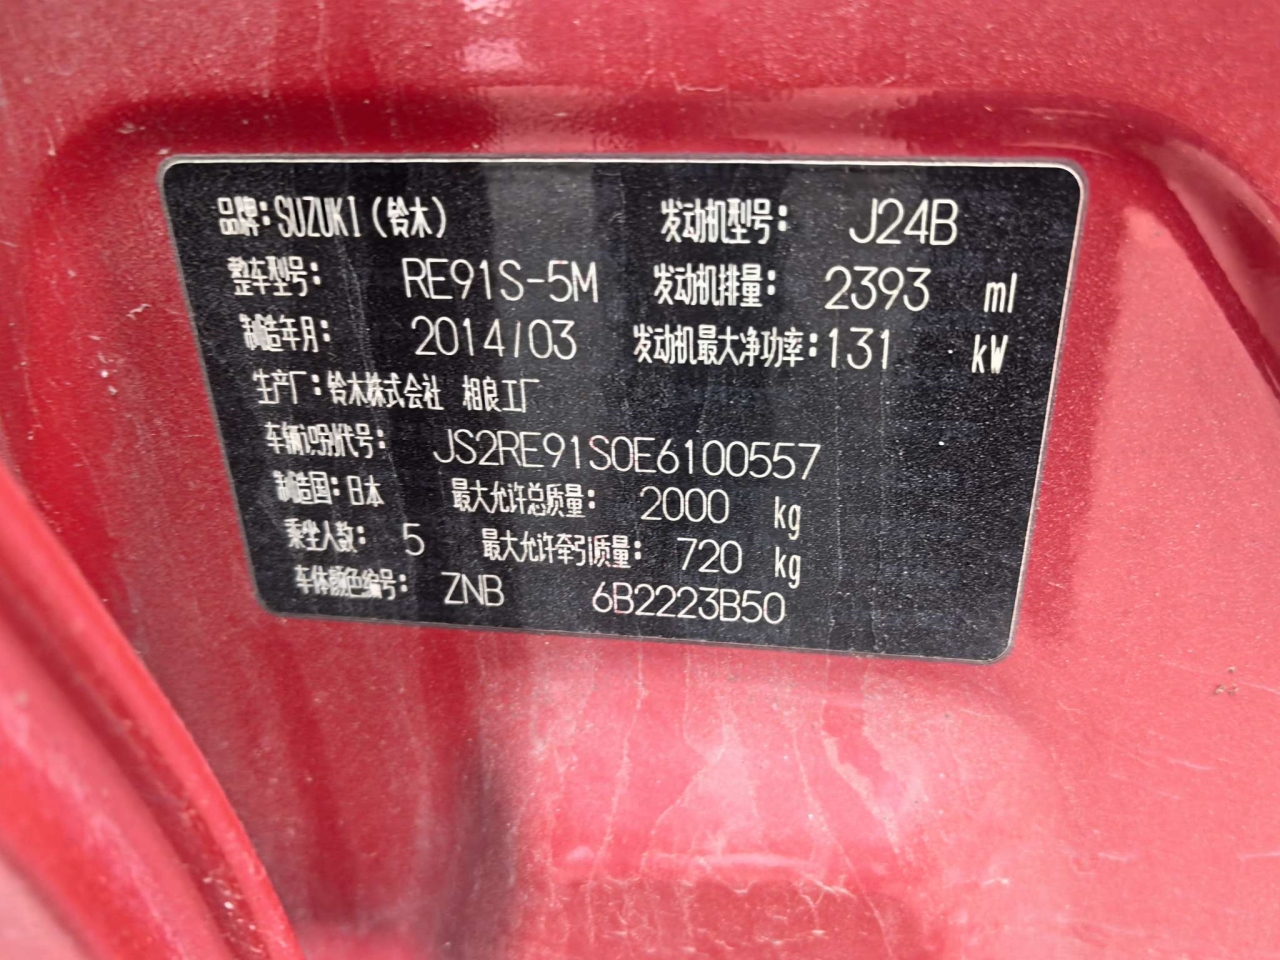 品牌：SUZUKI（铃木） 发动机型号： J24B
整车型号： RE91S-5M 发动机排量： 2393 ml
制造年月： 2014/03 发动机最大净功率：131 kW
生产厂：铃木株式会社 相良工厂
车辆识别代号： JS2RE91S0E6100557
制造国：日本 最大允许总质量： 2000 kg
乘坐人数： 5 最大允许牵引质量： 720 kg
车体颜色编号： ZNB 6B2223B50